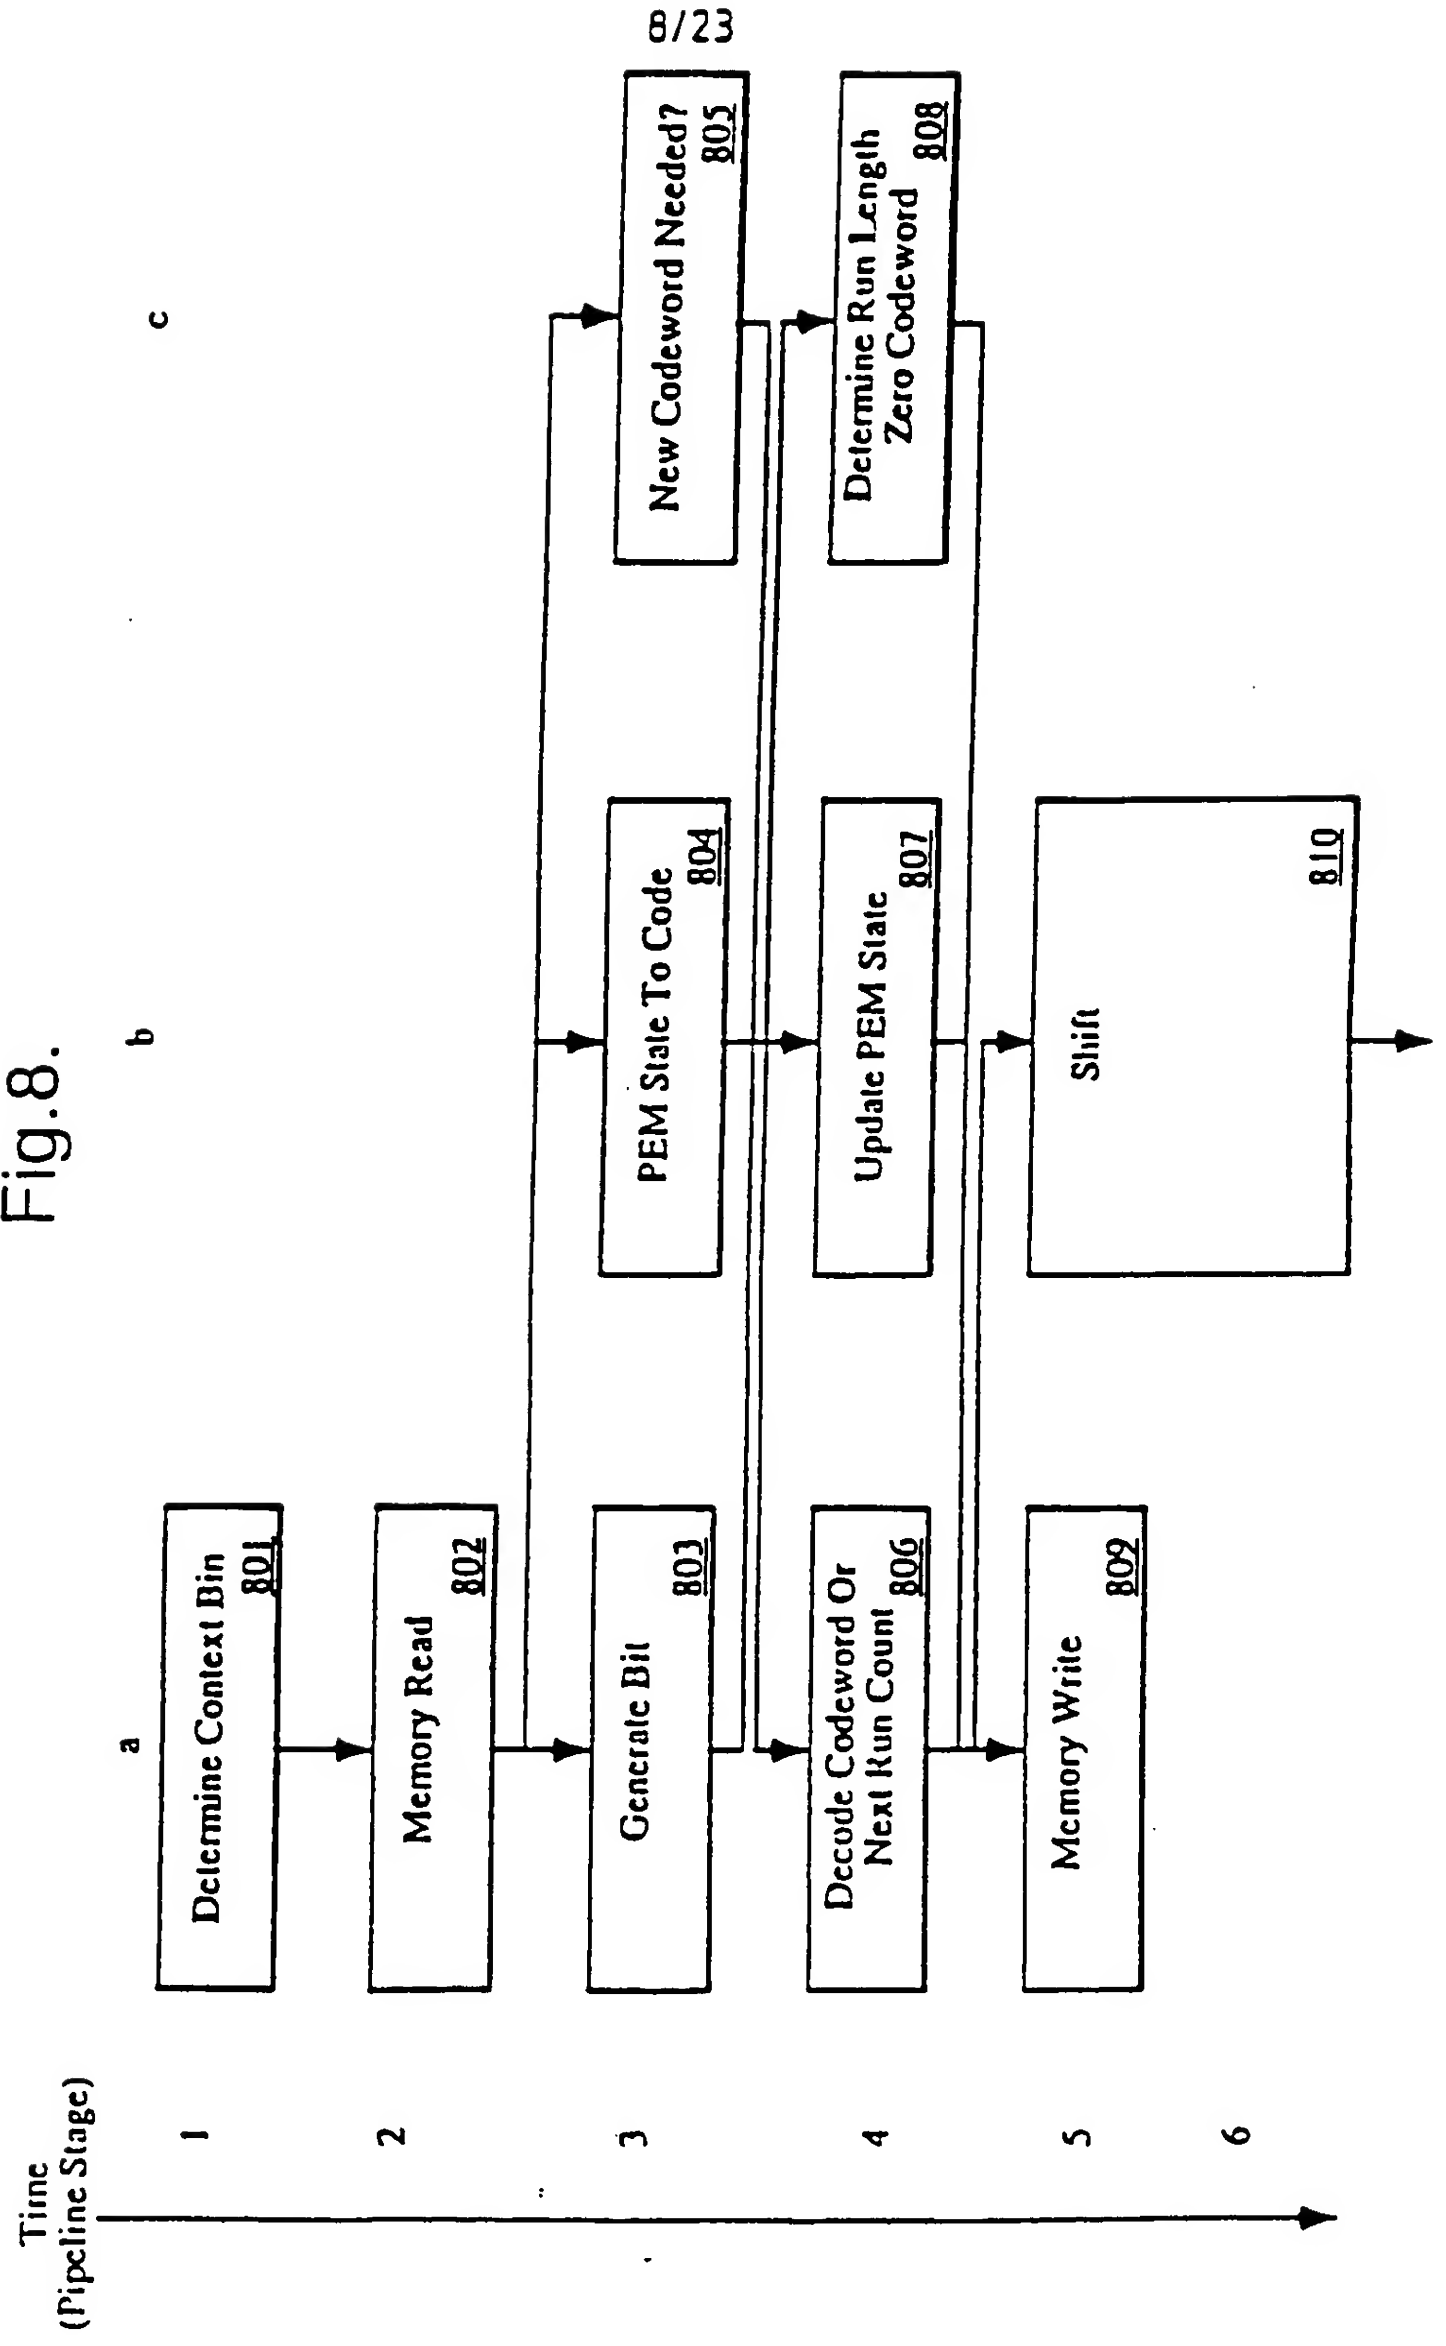 8/23
Fig.8.
Time
(Pipeline Stage)
a
b
c
1
Determine Context Bin
801
2
Memory Read
802
3
Generate Bit
803
PEM State To Code
804
New Codeword Needed?
805
4
Decode Codeword Or
Next Run Count
806
Update PEM State
807
Determine Run Length
Zero Codeword
808
5
Memory Write
809
Shift
810
6